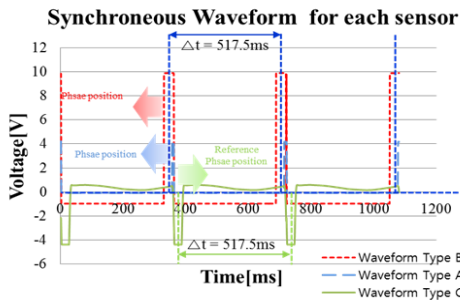 Synchronous Waveform for each sensor
12
△t = 517.5ms
10
8
Phsae position
6
4
Phsae position
Reference
Phsae position
2
0
0 200 400 600 800 1000 1200
-2
-4
△t = 517.5ms
-6
Voltage[V]
Time[ms]
Waveform Type
Waveform Type A
Waveform Type